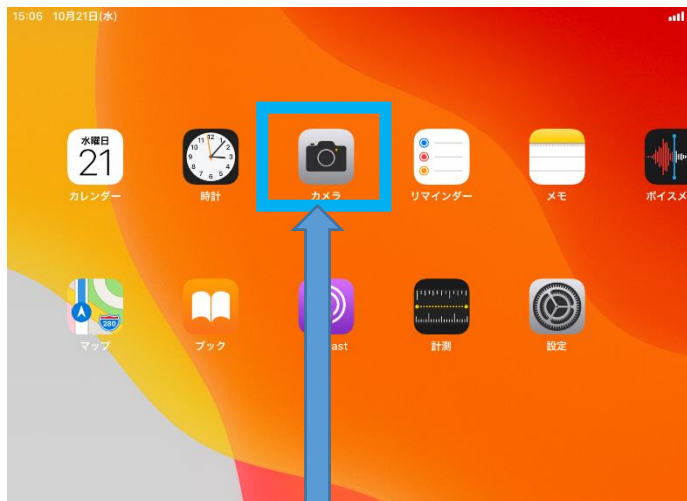 15:06 10月21日(水)
水曜日
21
カレンダー
時計
カメラ
リマインダー
メモ
ボイスメ
280
マップ
ブック
ast
計測
設定